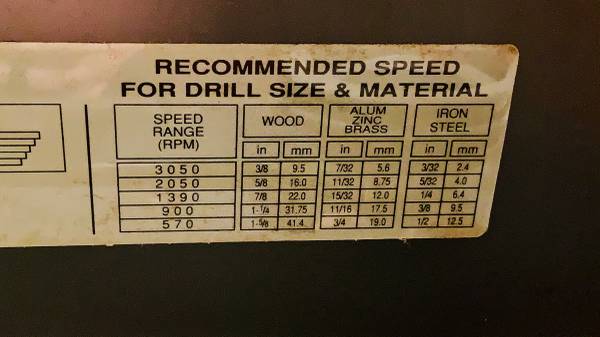 RECOMMENDED SPEED
FOR DRILL SIZE & MATERIAL
SPEED RANGE (RPM) WOOD ALUM ZINC BRASS IRON STEEL
in mm in mm in mm
3050 3/8 9.5 7/32 5.6 3/32 2.4
2050 5/8 16.0 11/32 8.75 5/32 4.0
1390 7/8 22.0 15/32 12.0 1/4 6.4
900 1-1/4 31.75 11/16 17.5 3/8 9.5
570 1-5/8 41.4 3/4 19.0 1/2 12.5